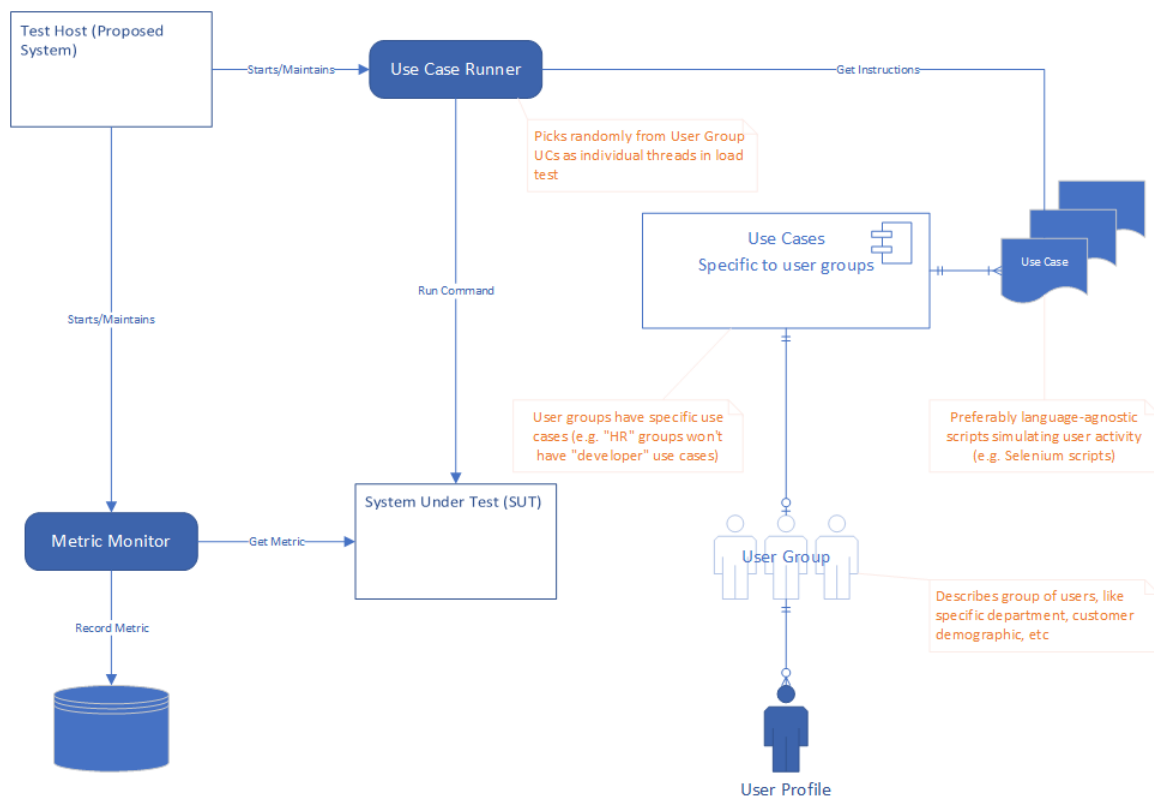 Test Host (Proposed
System)
Starts/Maintains
Use Case Runner
Get Instructions
Picks randomly from User Group
UCs as individual threads in load
test
Use Cases
Specific to user groups
Use Case
Run Command
Starts/Maintains
User groups have specific use
cases (e.g. "HR" groups won't
have "developer" use cases)
Preferably language-agnostic
scripts simulating user activity
(e.g. Selenium scripts)
System Under Test (SUT)
Metric Monitor
Get Metric
User Group
Describes group of users, like
specific department, customer
demographic, etc
Record Metric
User Profile